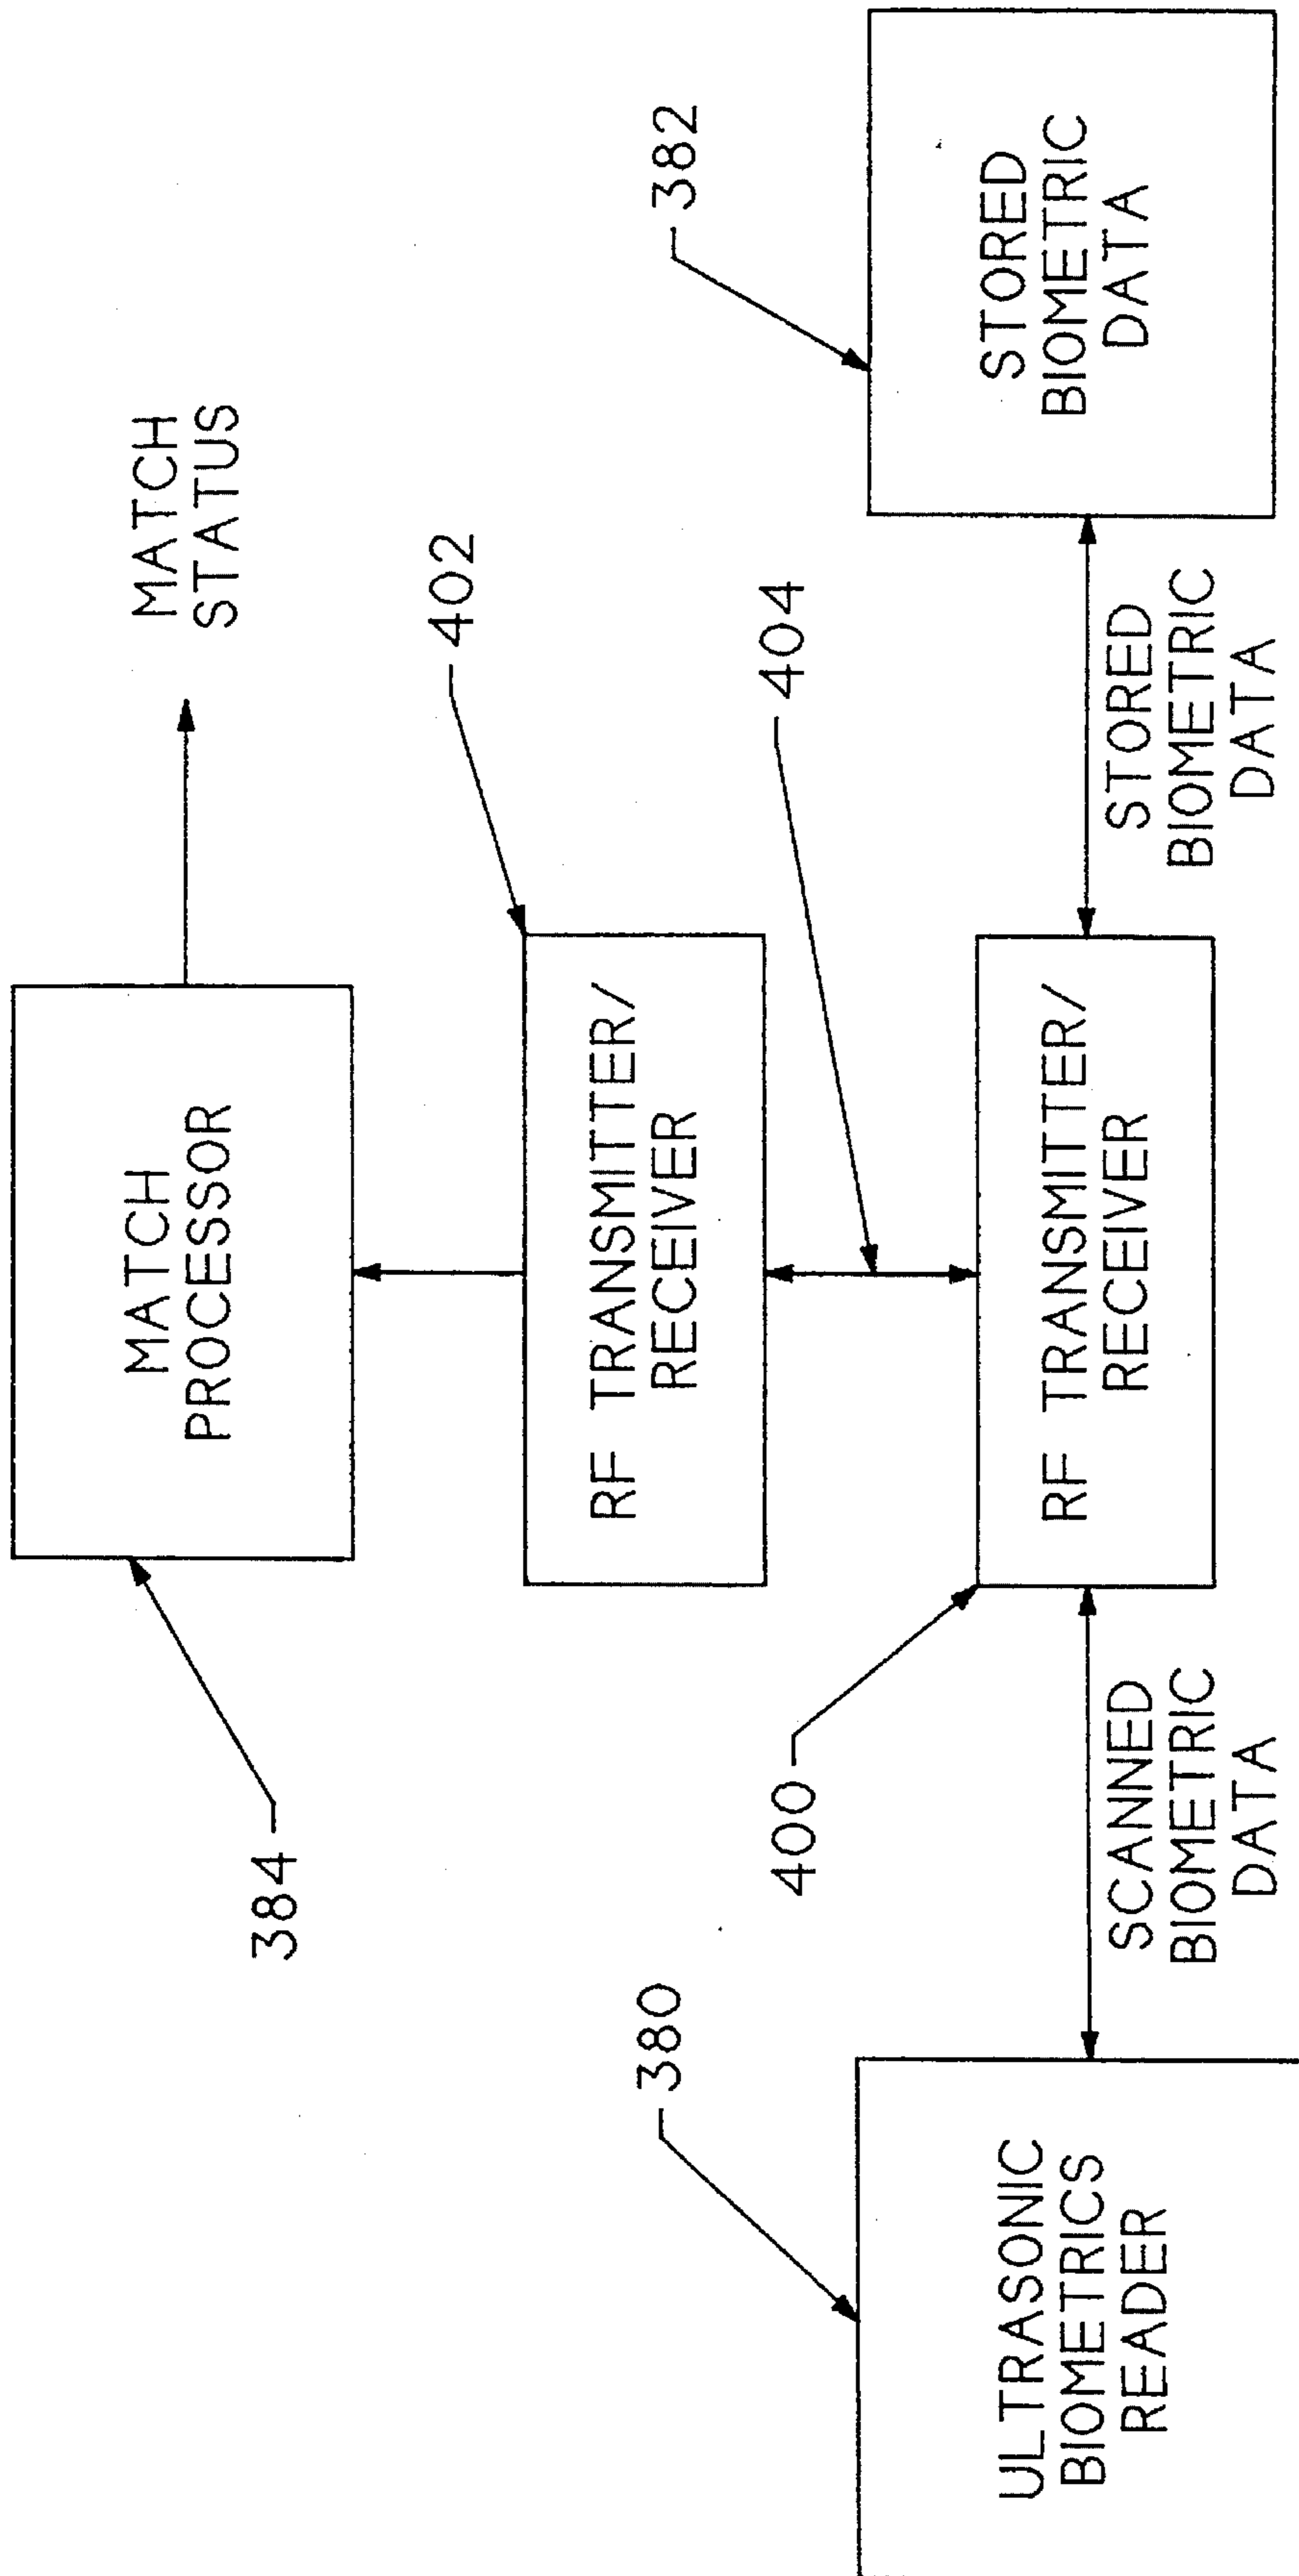 384
MATCH
PROCESSOR
MATCH
STATUS
402
RF TRANSMITTER/
RECEIVER
404
380
400
RF TRANSMITTER/
RECEIVER
382
ULTRASONIC
BIOMETRICS
READER
SCANNED
BIOMETRIC
DATA
STORED
BIOMETRIC
DATA
STORED
BIOMETRIC
DATA